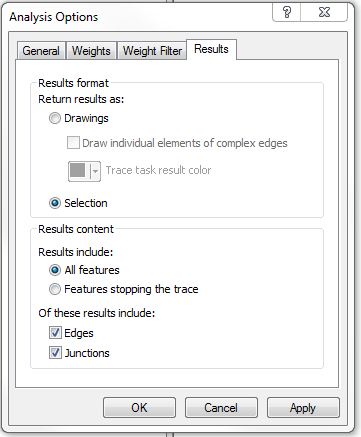 Analysis Options
General Weights Weight Filter Results
Results format
Return results as:
Drawings
Draw individual elements of complex edges
Trace task result color
Selection
Results content
Results include:
All features
Features stopping the trace
Of these results include:
Edges
Junctions
OK Cancel Apply